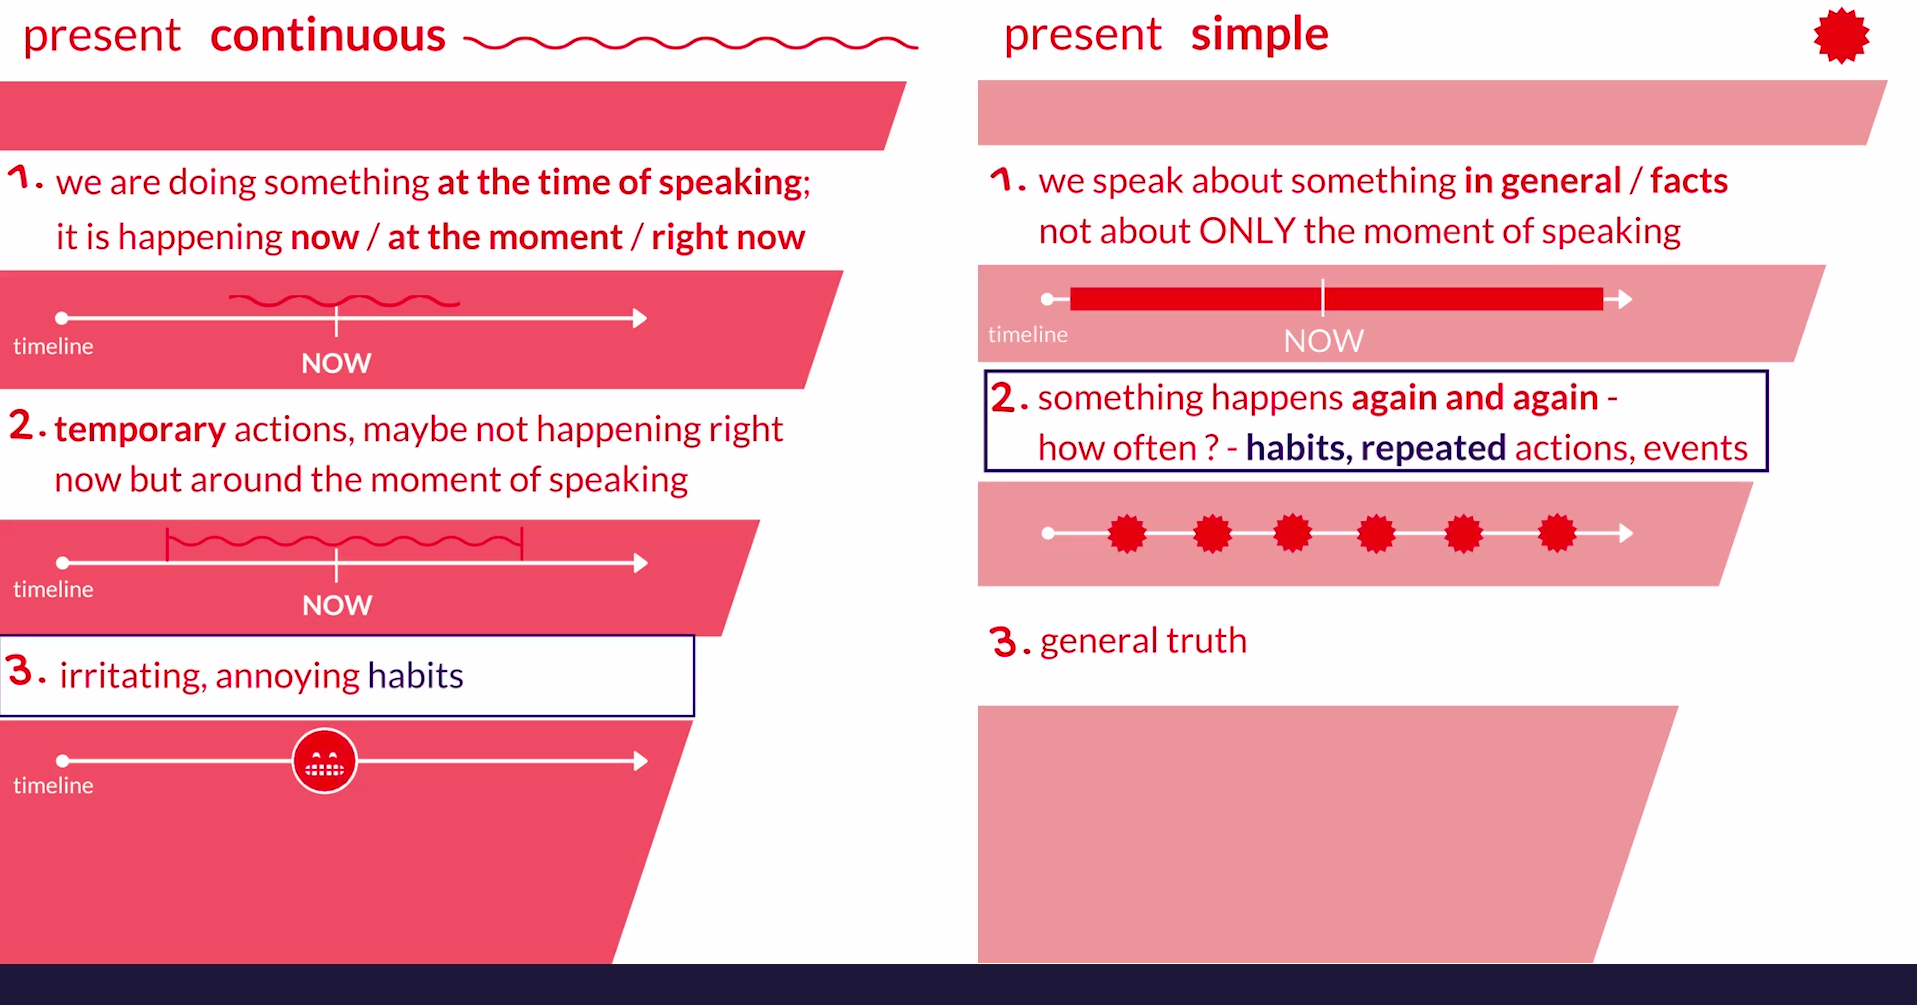 present continuous
1. we are doing something at the time of speaking;
it is happening now / at the moment / right now
timeline
NOW
2. temporary actions, maybe not happening right
now but around the moment of speaking
timeline
NOW
3. irritating, annoying habits
timeline
present simple
1. we speak about something in general / facts
not about ONLY the moment of speaking
timeline
NOW
2. something happens again and again -
how often ? - habits, repeated actions, events
3. general truth